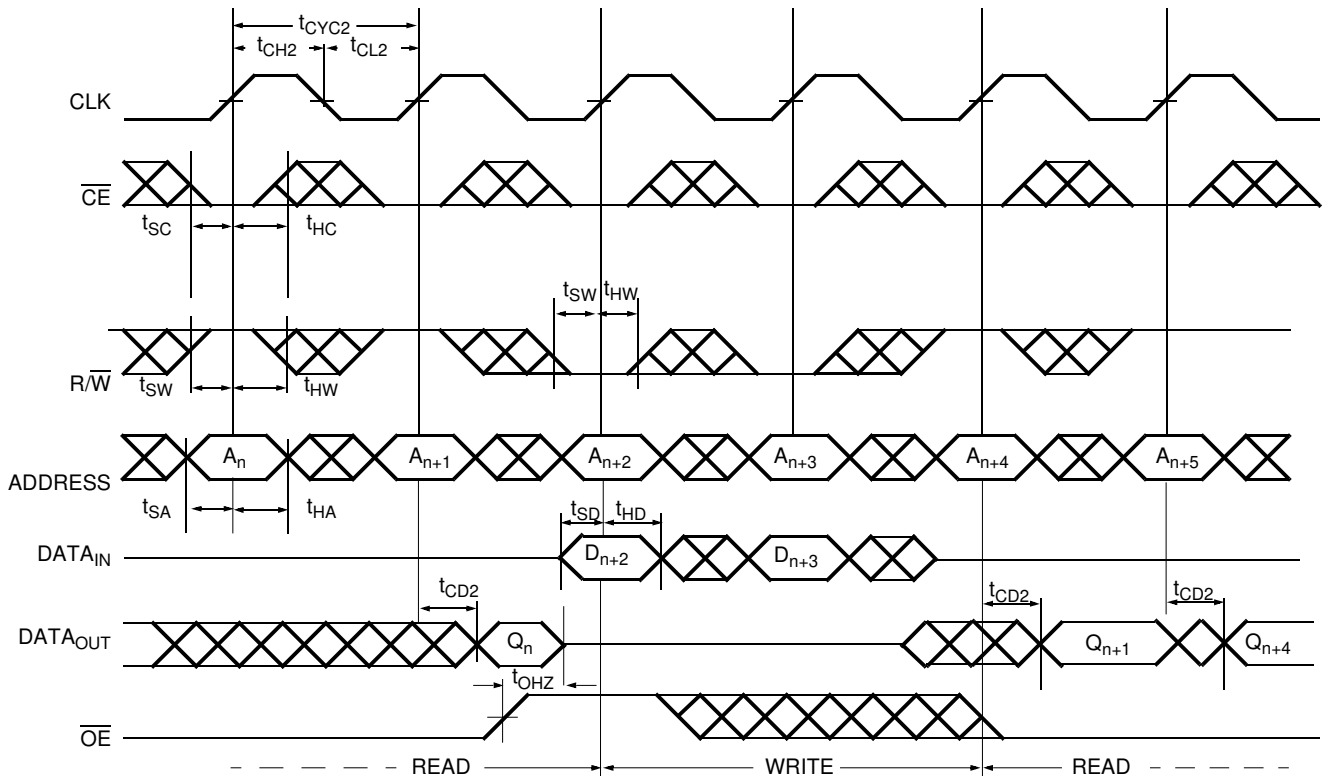 tCYC2
tCH2 tCL2
CLK
CE
tSC tHC
tSW tHW
R/W
tSW tHW
An An+1 An+2 An+3 An+4 An+5
ADDRESS
tSA tHA tSD tHD
DATAIN Dn+2 Dn+3
tCD2 tCD2 tCD2
DATAOUT Qn Qn+1 Qn+4
tOHZ
OE
READ WRITE READ